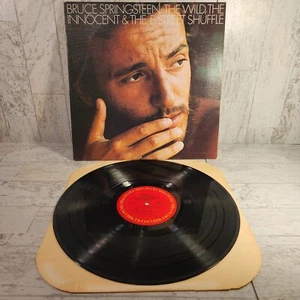 BRUCE SPRINGSTEEN THE WILD, THE
INNOCENT & THE E STREET SHUFFLE